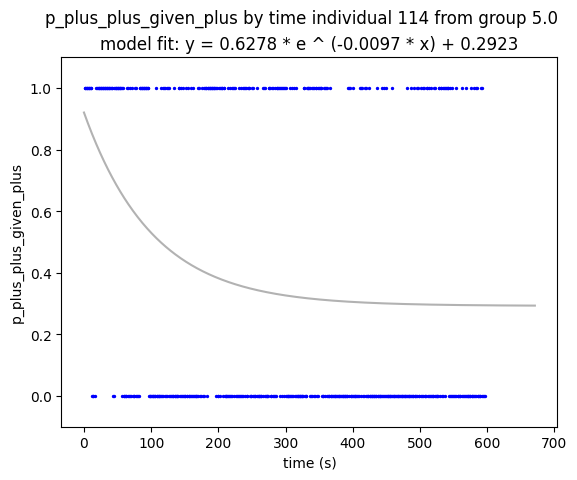 p_plus_plus_given_plus by time individual 114 from group 5.0
model fit: y = 0.6278 * e ^ (-0.0097 * x) + 0.2923
p_plus_plus_given_plus
1.0
0.8
0.6
0.4
0.2
0.0
0 100 200 300 400 500 600 700
time (s)